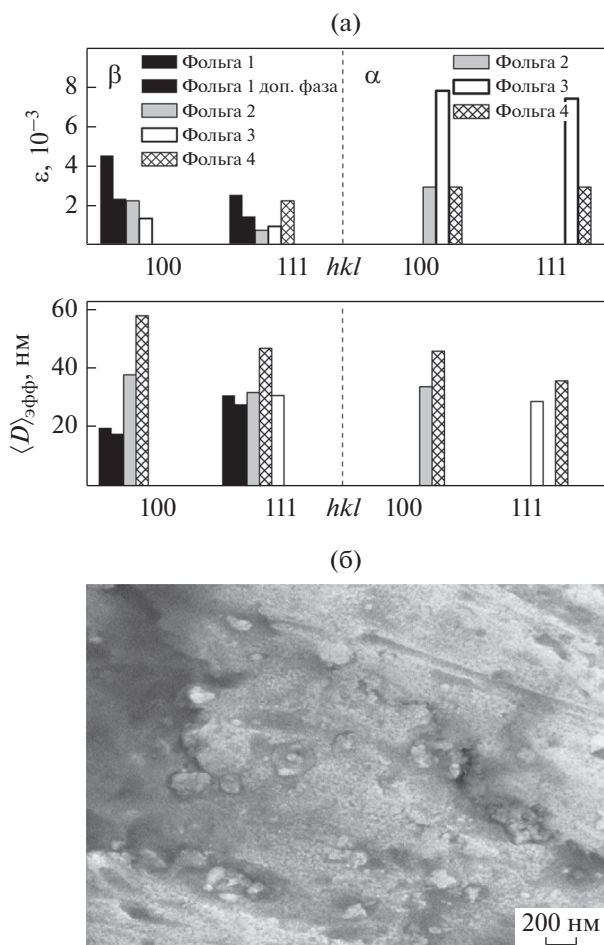 (а)
β
Фольга 1
Фольга 1 доп. фаза
Фольга 2
Фольга 3
Фольга 4
α
Фольга 2
Фольга 3
Фольга 4
ε, 10⁻³
8
6
4
2
100
111
hkl
100
111
⟨D⟩эфф, нм
60
40
20
100
111
hkl
100
111
(б)
200 нм